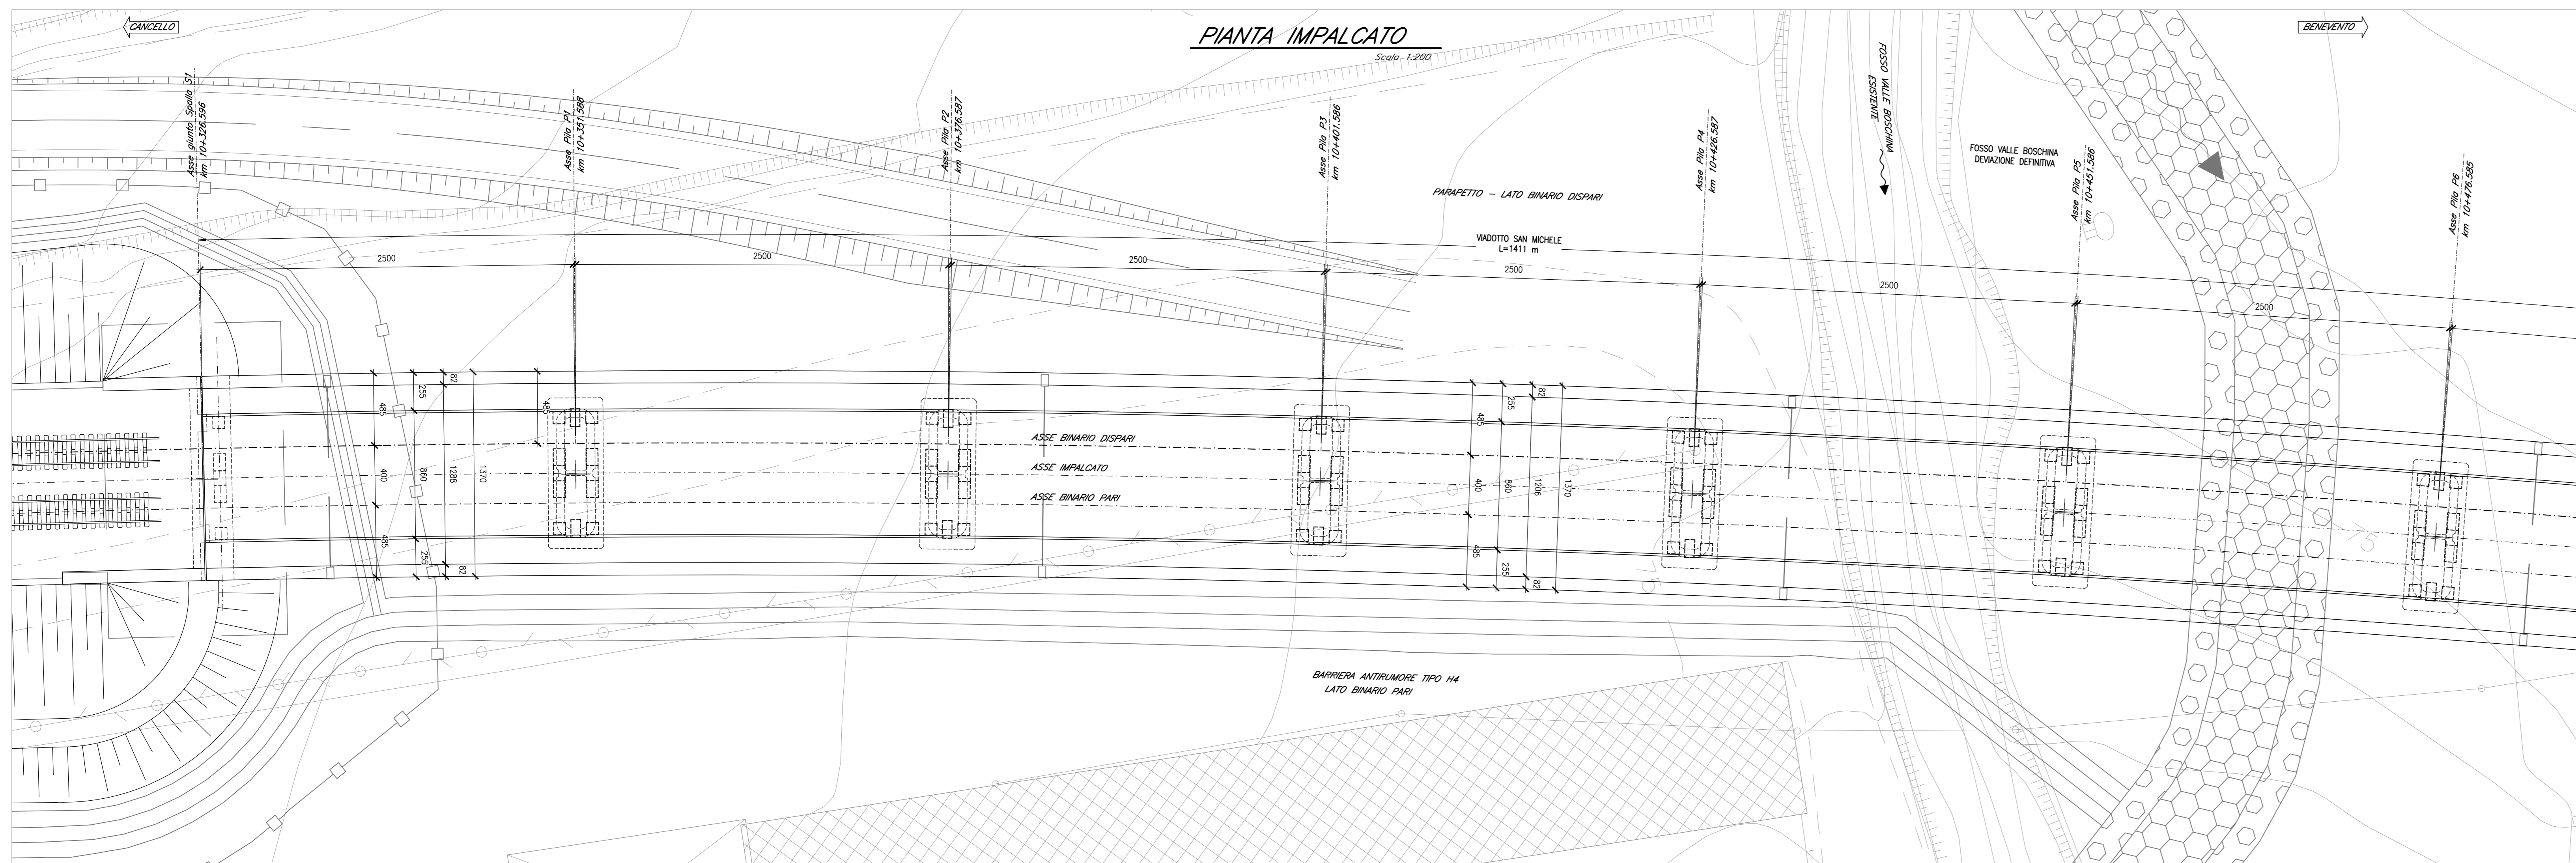 CANCELLO
PIANTA IMPALCATO
Scala 1:200
BENEVENTO
Asse giunto Spalla S1
km 10+326.596
Asse Pila P1
km 10+351.588
Asse Pila P2
km 10+376.587
Asse Pila P3
km 10+401.586
Asse Pila P4
km 10+426.587
FOSSO VALLE BOSCHINA
ESISTENTE
FOSSO VALLE BOSCHINA
DEVIAZIONE DEFINITIVA
Asse Pila P5
km 10+451.586
Asse Pila P6
km 10+476.585
PARAPETTO - LATO BINARIO DISPARI
VIADOTTO SAN MICHELE
L=1411 m
2500
2500
2500
2500
2500
2500
485
400
485
255
860
255
82
1288
82
1370
485
ASSE BINARIO DISPARI
ASSE IMPALCATO
ASSE BINARIO PARI
485
400
485
255
860
255
82
1206
82
1370
BARRIERA ANTIRUMORE TIPO H4
LATO BINARIO PARI